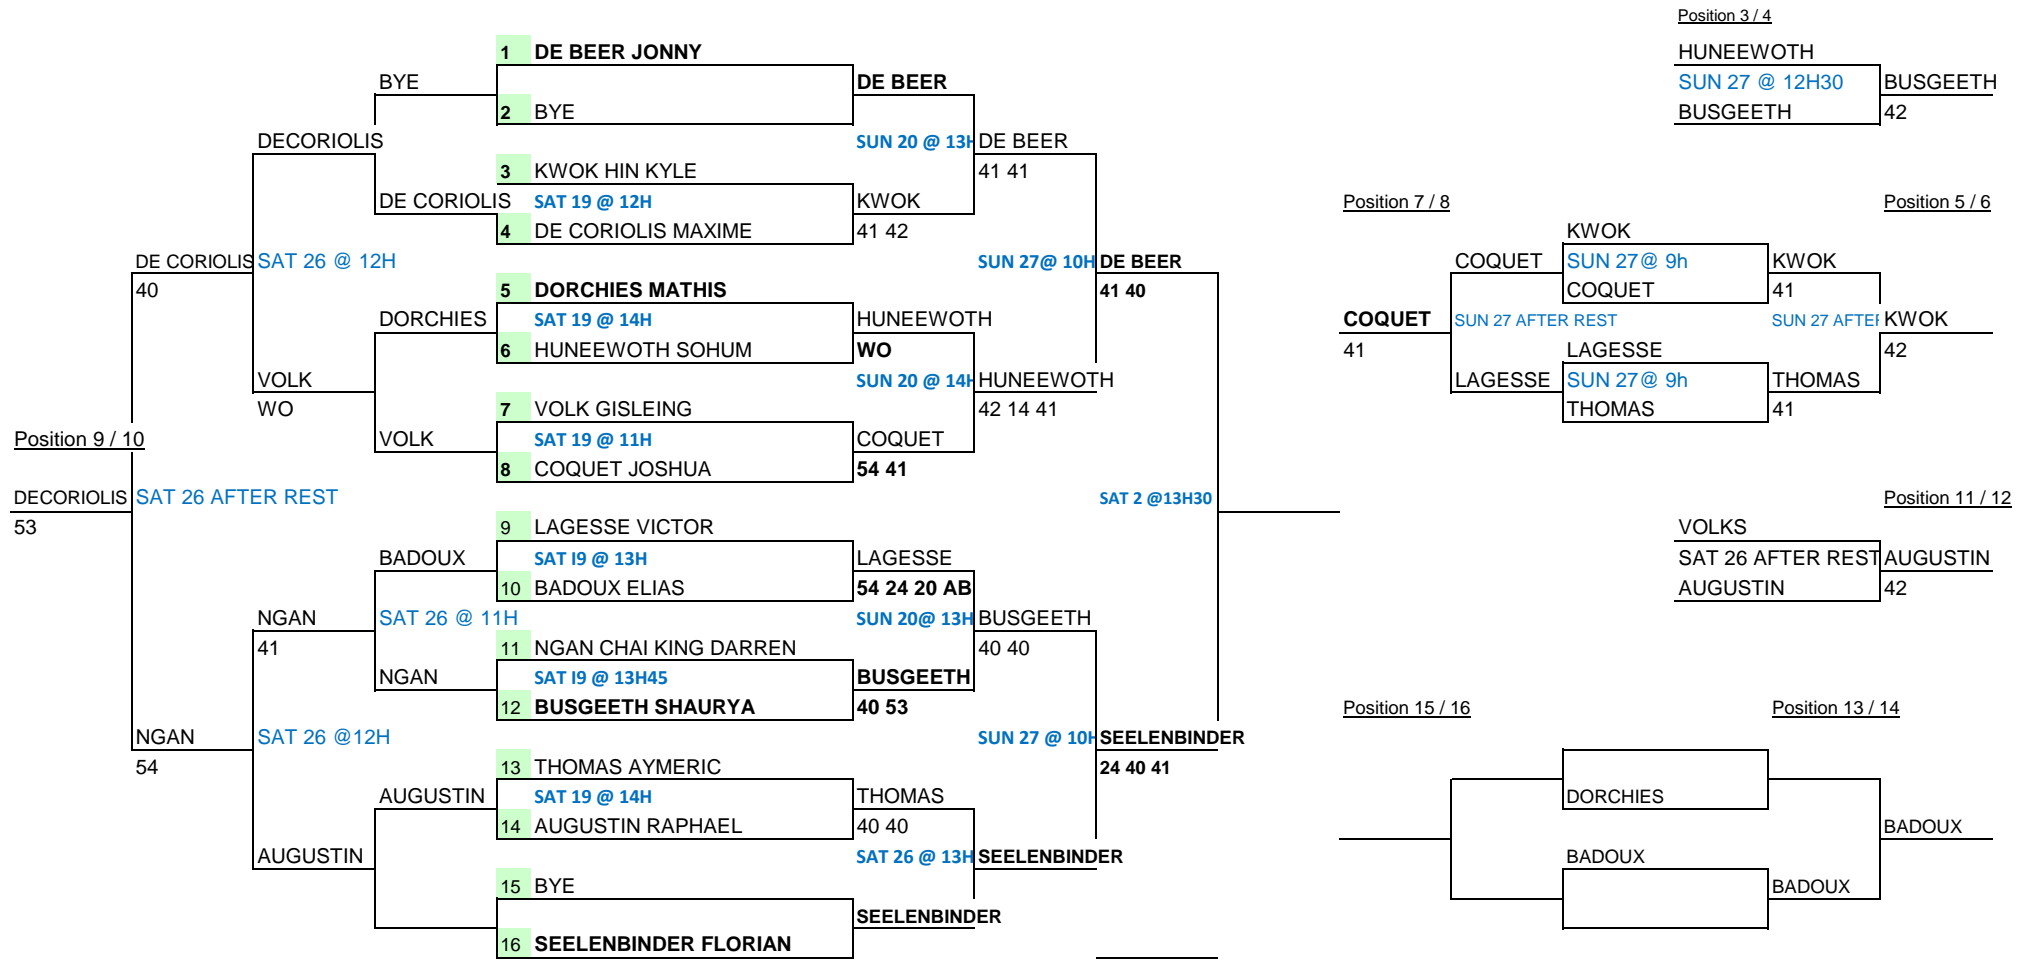 Position 3 / 4
1 DE BEER JONNY
HUNEEWOTH
BYE
DE BEER
SUN 27 @ 12H30
BUSGEETH
2 BYE
BUSGEETH
42
DECORIOLIS
SUN 20 @ 13H
DE BEER
3 KWOK HIN KYLE
41 41
DE CORIOLIS
SAT 19 @ 12H
KWOK
Position 7 / 8
Position 5 / 6
4 DE CORIOLIS MAXIME
41 42
KWOK
DE CORIOLIS
SAT 26 @ 12H
SUN 27@ 10H
DE BEER
COQUET
SUN 27@ 9h
KWOK
40
5 DORCHIES MATHIS
41 40
COQUET
41
DORCHIES
SAT 19 @ 14H
HUNEEWOTH
COQUET
SUN 27 AFTER REST
SUN 27 AFTE
KWOK
6 HUNEEWOTH SOHUM
WO
41
LAGESSE
42
VOLK
SUN 20 @ 14H
HUNEEWOTH
LAGESSE
SUN 27@ 9h
THOMAS
WO
7 VOLK GISLEING
42 14 41
THOMAS
41
Position 9 / 10
VOLK
SAT 19 @ 11H
COQUET
8 COQUET JOSHUA
54 41
DECORIOLIS
SAT 26 AFTER REST
SAT 2 @13H30
Position 11 / 12
53
9 LAGESSE VICTOR
VOLKS
BADOUX
SAT I9 @ 13H
LAGESSE
SAT 26 AFTER REST
AUGUSTIN
10 BADOUX ELIAS
54 24 20 AB
AUGUSTIN
42
NGAN
SAT 26 @ 11H
SUN 20@ 13H
BUSGEETH
41
11 NGAN CHAI KING DARREN
40 40
NGAN
SAT I9 @ 13H45
BUSGEETH
12 BUSGEETH SHAURYA
40 53
Position 15 / 16
Position 13 / 14
NGAN
SAT 26 @12H
SUN 27 @ 10H
SEELENBINDER
54
13 THOMAS AYMERIC
24 40 41
AUGUSTIN
SAT 19 @ 14H
THOMAS
DORCHIES
14 AUGUSTIN RAPHAEL
40 40
BADOUX
AUGUSTIN
SAT 26 @ 13H
SEELENBINDER
BADOUX
15 BYE
BADOUX
SEELENBINDER
16 SEELENBINDER FLORIAN